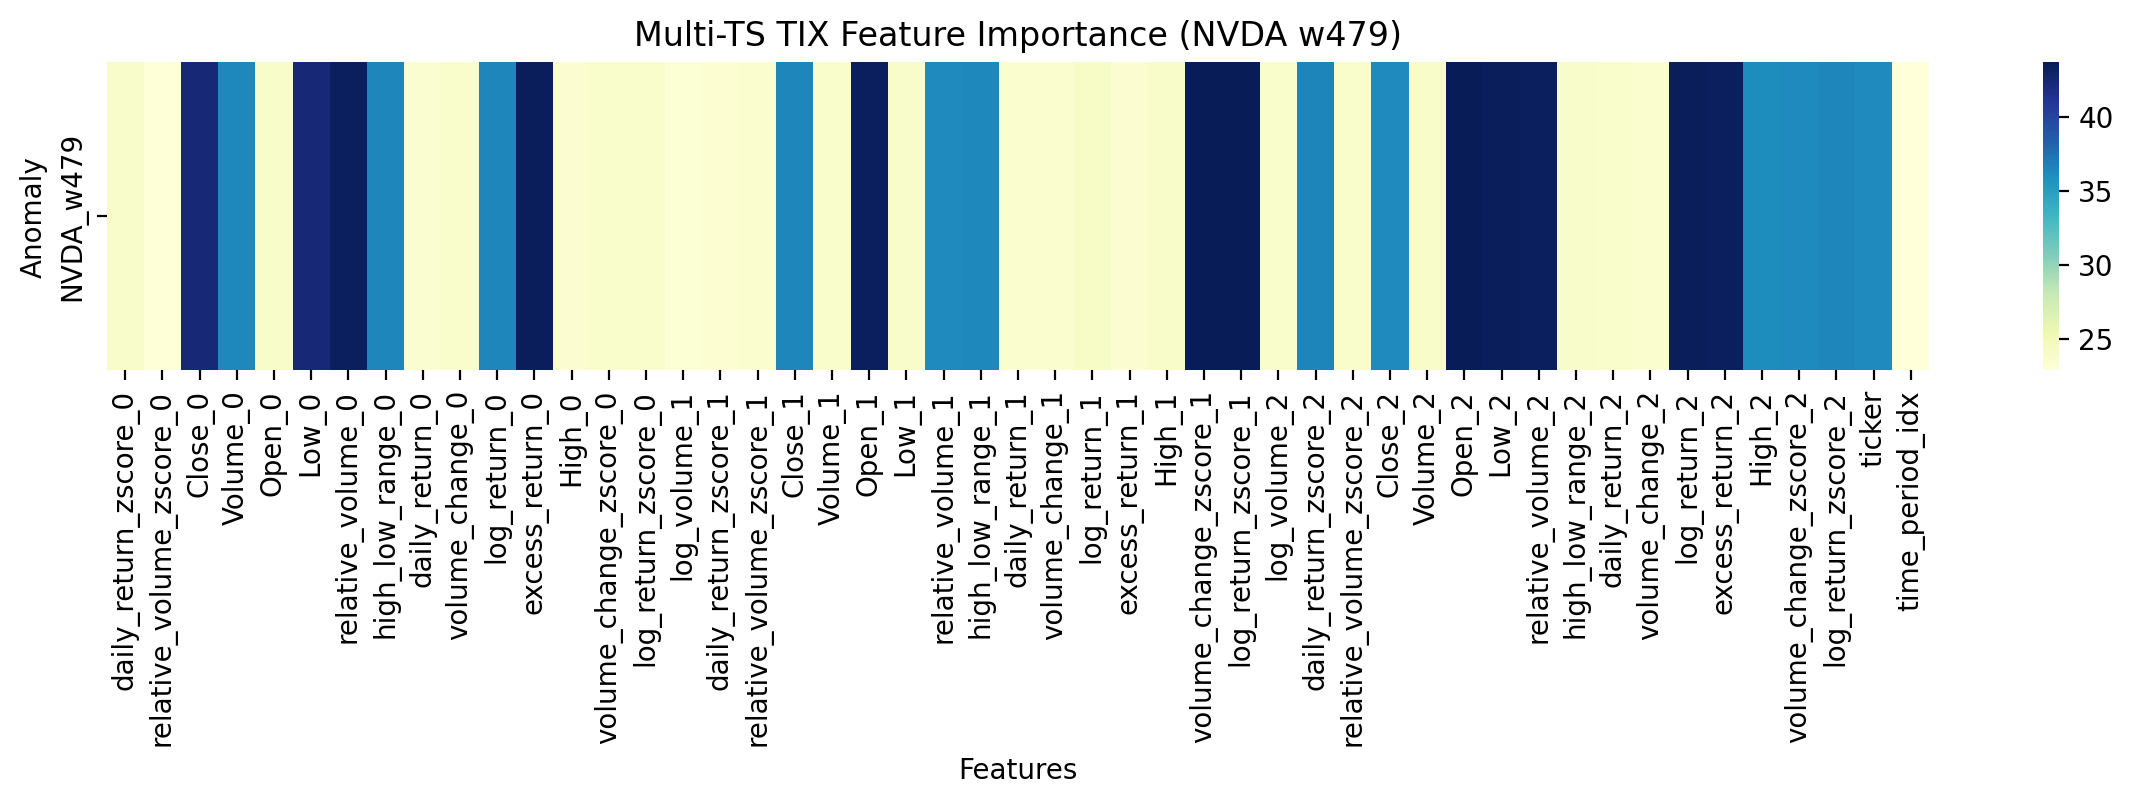 Multi-TS TIX Feature Importance (NVDA w479)
Anomaly
NVDA_w479
40
35
30
25
daily_return_zscore_0
relative_volume_zscore_0
Close_0
Volume_0
Open_0
Low_0
relative_volume_0
high_low_range_0
daily_return_0
volume_change_0
log_return_0
excess_return_0
High_0
volume_change_zscore_0
log_return_zscore_0
log_volume_1
daily_return_zscore_1
relative_volume_zscore_1
Close_1
Volume_1
Open_1
Low_1
relative_volume_1
high_low_range_1
daily_return_1
volume_change_1
log_return_1
excess_return_1
High_1
volume_change_zscore_1
log_return_zscore_1
log_volume_2
daily_return_zscore_2
relative_volume_zscore_2
Close_2
Volume_2
Open_2
Low_2
relative_volume_2
high_low_range_2
daily_return_2
volume_change_2
log_return_2
excess_return_2
High_2
volume_change_zscore_2
log_return_zscore_2
ticker
time_period_idx
Features